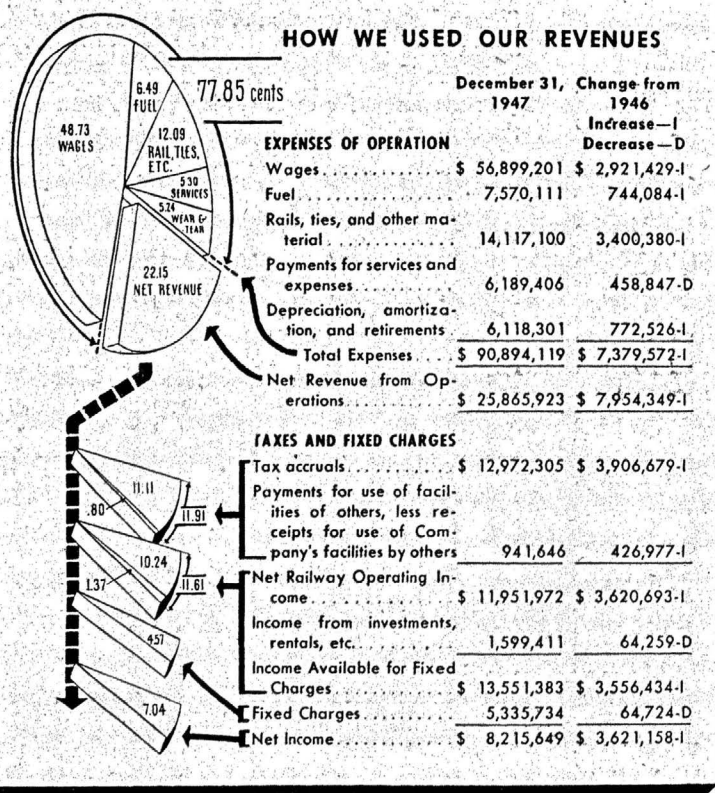 HOW WE USED OUR REVENUES
77.85 cents
48.73
WAGES
6.49
FUEL
12.09
RAIL, TIES,
ETC.
5.30
SERVICES
5.24
WEAR &
TEAR
22.15
NET REVENUE
December 31, Change from
1947 1946
Increase—I
Decrease—D
EXPENSES OF OPERATION
Wages . . . . . . . . . . . . . . . . $ 56,899,201 $ 2,921,429-I
Fuel . . . . . . . . . . . . . . . . . . 7,570,111 744,084-I
Rails, ties, and other ma-
terial . . . . . . . . . . . . . . 14,117,100 3,400,380-I
Payments for services and
expenses . . . . . . . . . . . 6,189,406 458,847-D
Depreciation, amortiza-
tion, and retirements . 6,118,301 772,526-I
Total Expenses . . . . $ 90,894,119 $ 7,379,572-I
Net Revenue from Op-
erations . . . . . . . . . . . . $ 25,865,923 $ 7,954,349-I
TAXES AND FIXED CHARGES
Tax accruals . . . . . . . . . . . $ 12,972,305 $ 3,906,679-I
Payments for use of facil-
ities of others, less re-
ceipts for use of Com-
pany's facilities by others 941,646 426,977-I
Net Railway Operating In-
come . . . . . . . . . . . . . . $ 11,951,972 $ 3,620,693-I
Income from investments,
rentals, etc. . . . . . . . . . 1,599,411 64,259-D
Income Available for Fixed
Charges . . . . . . . . . . . . $ 13,551,383 $ 3,556,434-I
Fixed Charges . . . . . . . . . . 5,335,734 64,724-D
Net Income . . . . . . . . . . . . $ 8,215,649 $ 3,621,158-I
11.11
.80
11.91
10.24
1.37
11.61
4.57
7.04